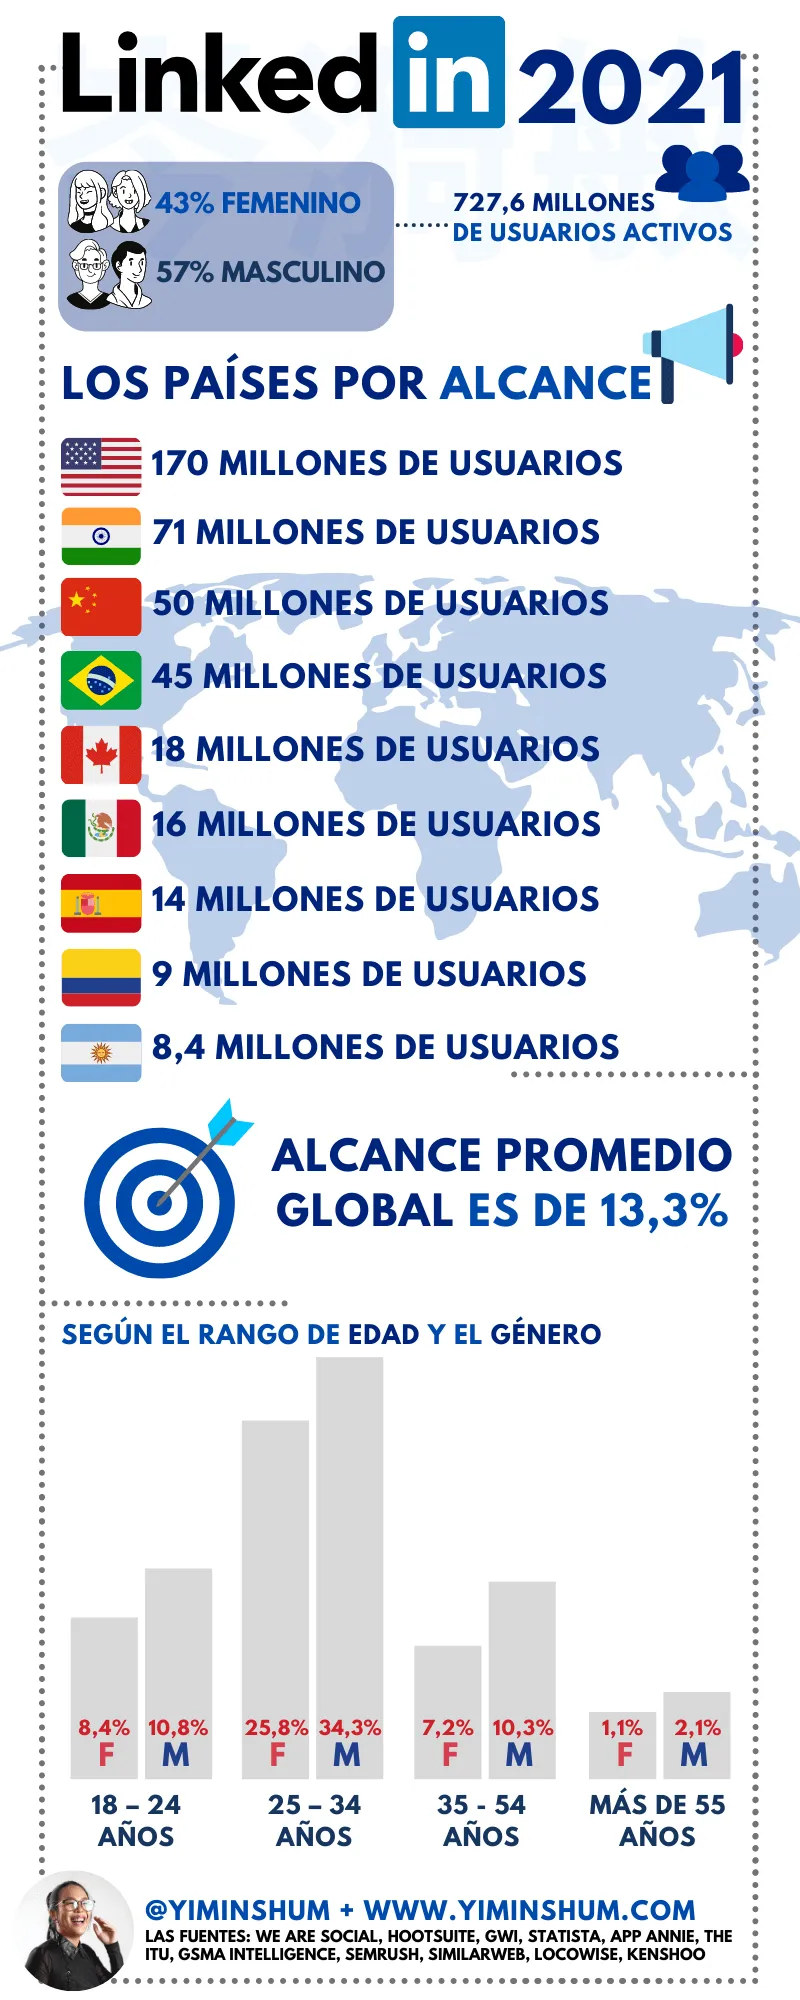 Linked in 2021
43% FEMENINO
57% MASCULINO
727,6 MILLONES
DE USUARIOS ACTIVOS
LOS PAÍSES POR ALCANCE
170 MILLONES DE USUARIOS
71 MILLONES DE USUARIOS
50 MILLONES DE USUARIOS
45 MILLONES DE USUARIOS
18 MILLONES DE USUARIOS
16 MILLONES DE USUARIOS
14 MILLONES DE USUARIOS
9 MILLONES DE USUARIOS
8,4 MILLONES DE USUARIOS
ALCANCE PROMEDIO
GLOBAL ES DE 13,3%
SEGÚN EL RANGO DE EDAD Y EL GÉNERO
8,4% 10,8% 25,8% 34,3% 7,2% 10,3% 1,1% 2,1%
F M F M F M F M
18 – 24 25 – 34 35 - 54 MÁS DE 55
AÑOS AÑOS AÑOS AÑOS
@YIMINSHUM + WWW.YIMINSHUM.COM
LAS FUENTES: WE ARE SOCIAL, HOOTSUITE, GWI, STATISTA, APP ANNIE, THE
ITU, GSMA INTELLIGENCE, SEMRUSH, SIMILARWEB, LOCOWISE, KENSHOO